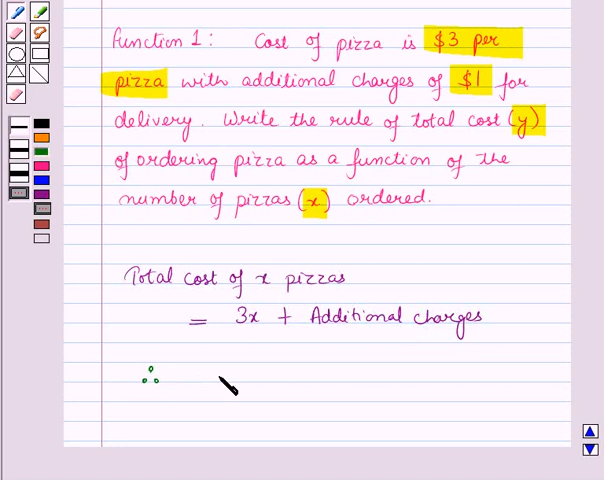 Function 1: Cost of pizza is $3 per
pizza with additional charges of $1 for
delivery. Write the rule of total cost (y)
of ordering pizza as a function of the
number of pizzas (x) ordered.
Total cost of x pizzas
= 3x + Additional charges
∴